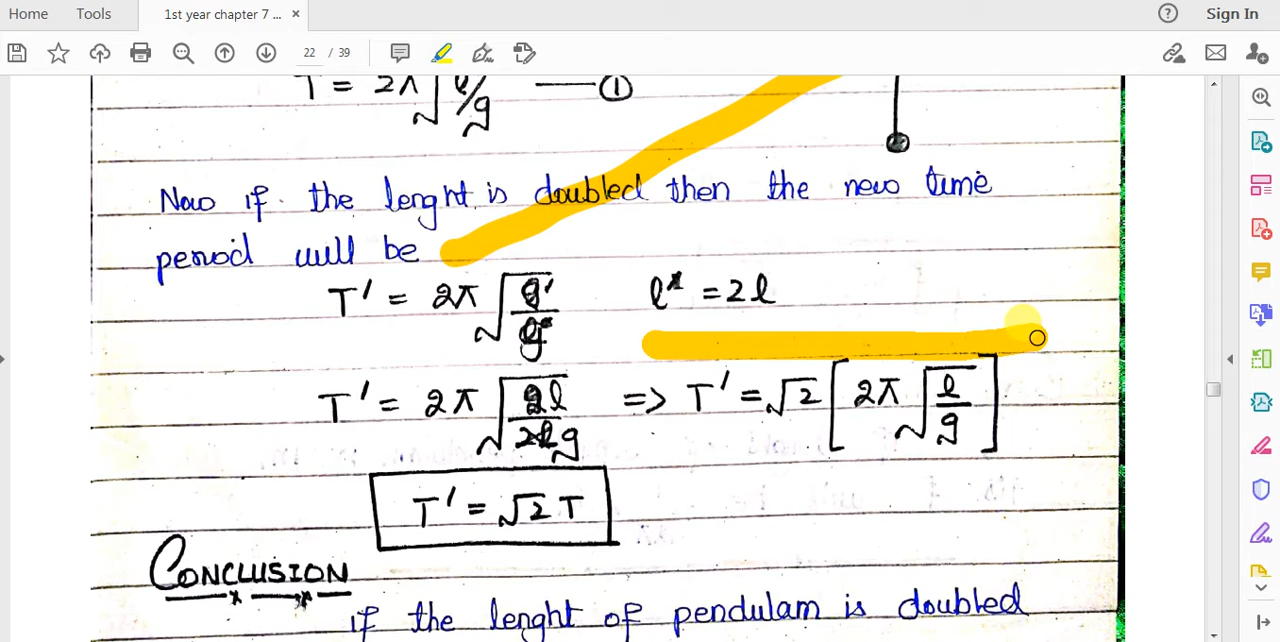 Home Tools 1st year chapter 7 ... × Sign In
22 / 39
T = 2π √l/g —— ①
Now if the lenght is doubled then the new time
period will be
T' = 2π √ l* = 2l
T' = 2π √2l/g => T' = √2 [2π √l/g]
T' = √2 T
CONCLUSION
if the lenght of pendulam is doubled